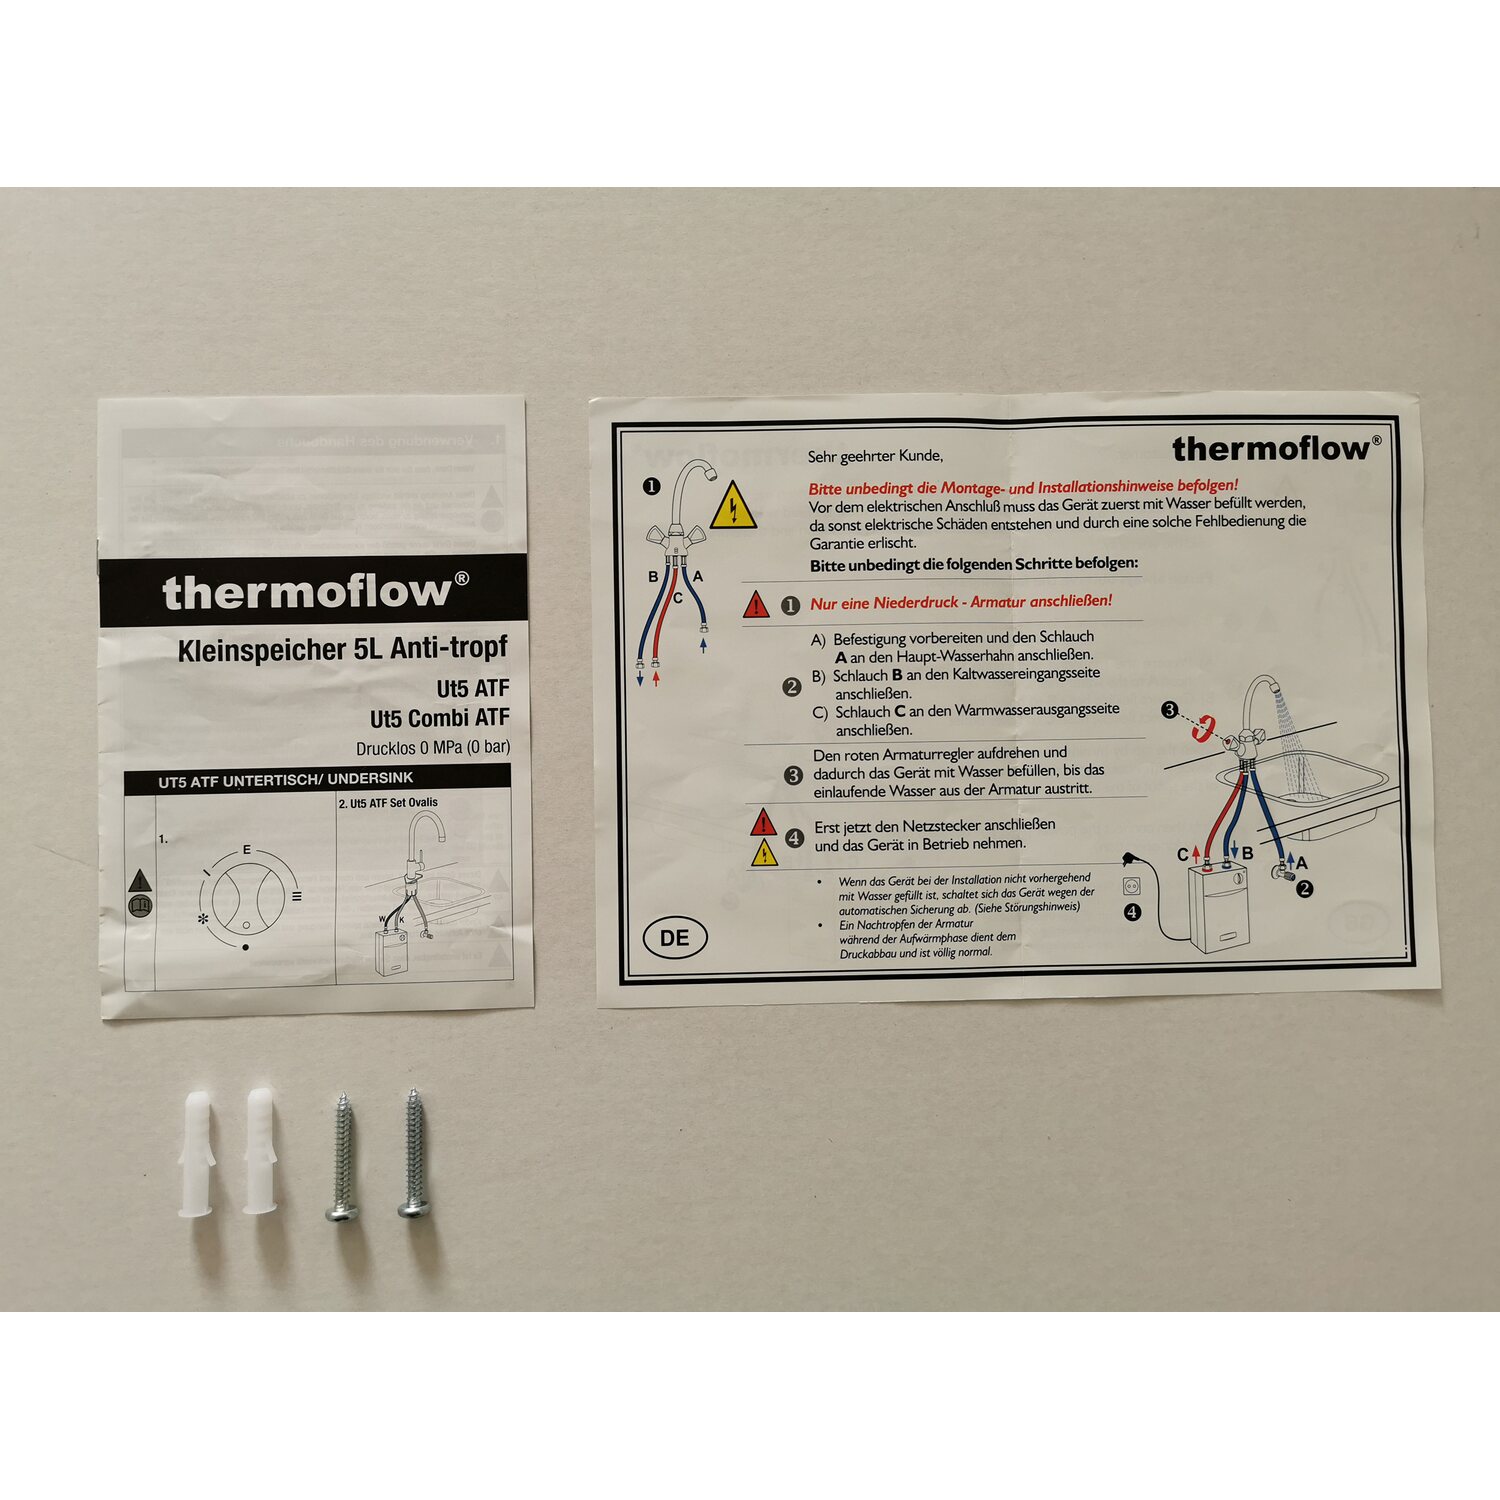 1. Verwendung des Handbuchs
thermoflow®
Kleinspeicher 5L Anti-tropf
Ut5 ATF
Ut5 Combi ATF
Drucklos 0 MPa (0 bar)
UT5 ATF UNTERTISCH/ UNDERSINK
1.
E
2. Ut5 ATF Set Ovalis
W
K
thermoflow®
Sehr geehrter Kunde,
Bitte unbedingt die Montage- und Installationshinweise befolgen!
Vor dem elektrischen Anschluß muss das Gerät zuerst mit Wasser befüllt werden,
da sonst elektrische Schäden entstehen und durch eine solche Fehlbedienung die
Garantie erlischt.
Bitte unbedingt die folgenden Schritte befolgen:
1
B
B
A
C
1 Nur eine Niederdruck - Armatur anschließen!
2
A) Befestigung vorbereiten und den Schlauch
A an den Haupt-Wasserhahn anschließen.
B) Schlauch B an den Kaltwassereingangsseite
anschließen.
C) Schlauch C an den Warmwasserausgangsseite
anschließen.
3
Den roten Armaturregler aufdrehen und
dadurch das Gerät mit Wasser befüllen, bis das
einlaufende Wasser aus der Armatur austritt.
4
Erst jetzt den Netzstecker anschließen
und das Gerät in Betrieb nehmen.
• Wenn das Gerät bei der Installation nicht vorhergehend
mit Wasser gefüllt ist, schaltet sich das Gerät wegen der
automatischen Sicherung ab. (Siehe Störungshinweis)
• Ein Nachtropfen der Armatur
während der Aufwärmphase dient dem
Druckabbau und ist völlig normal.
DE
3
C
B
A
2
4